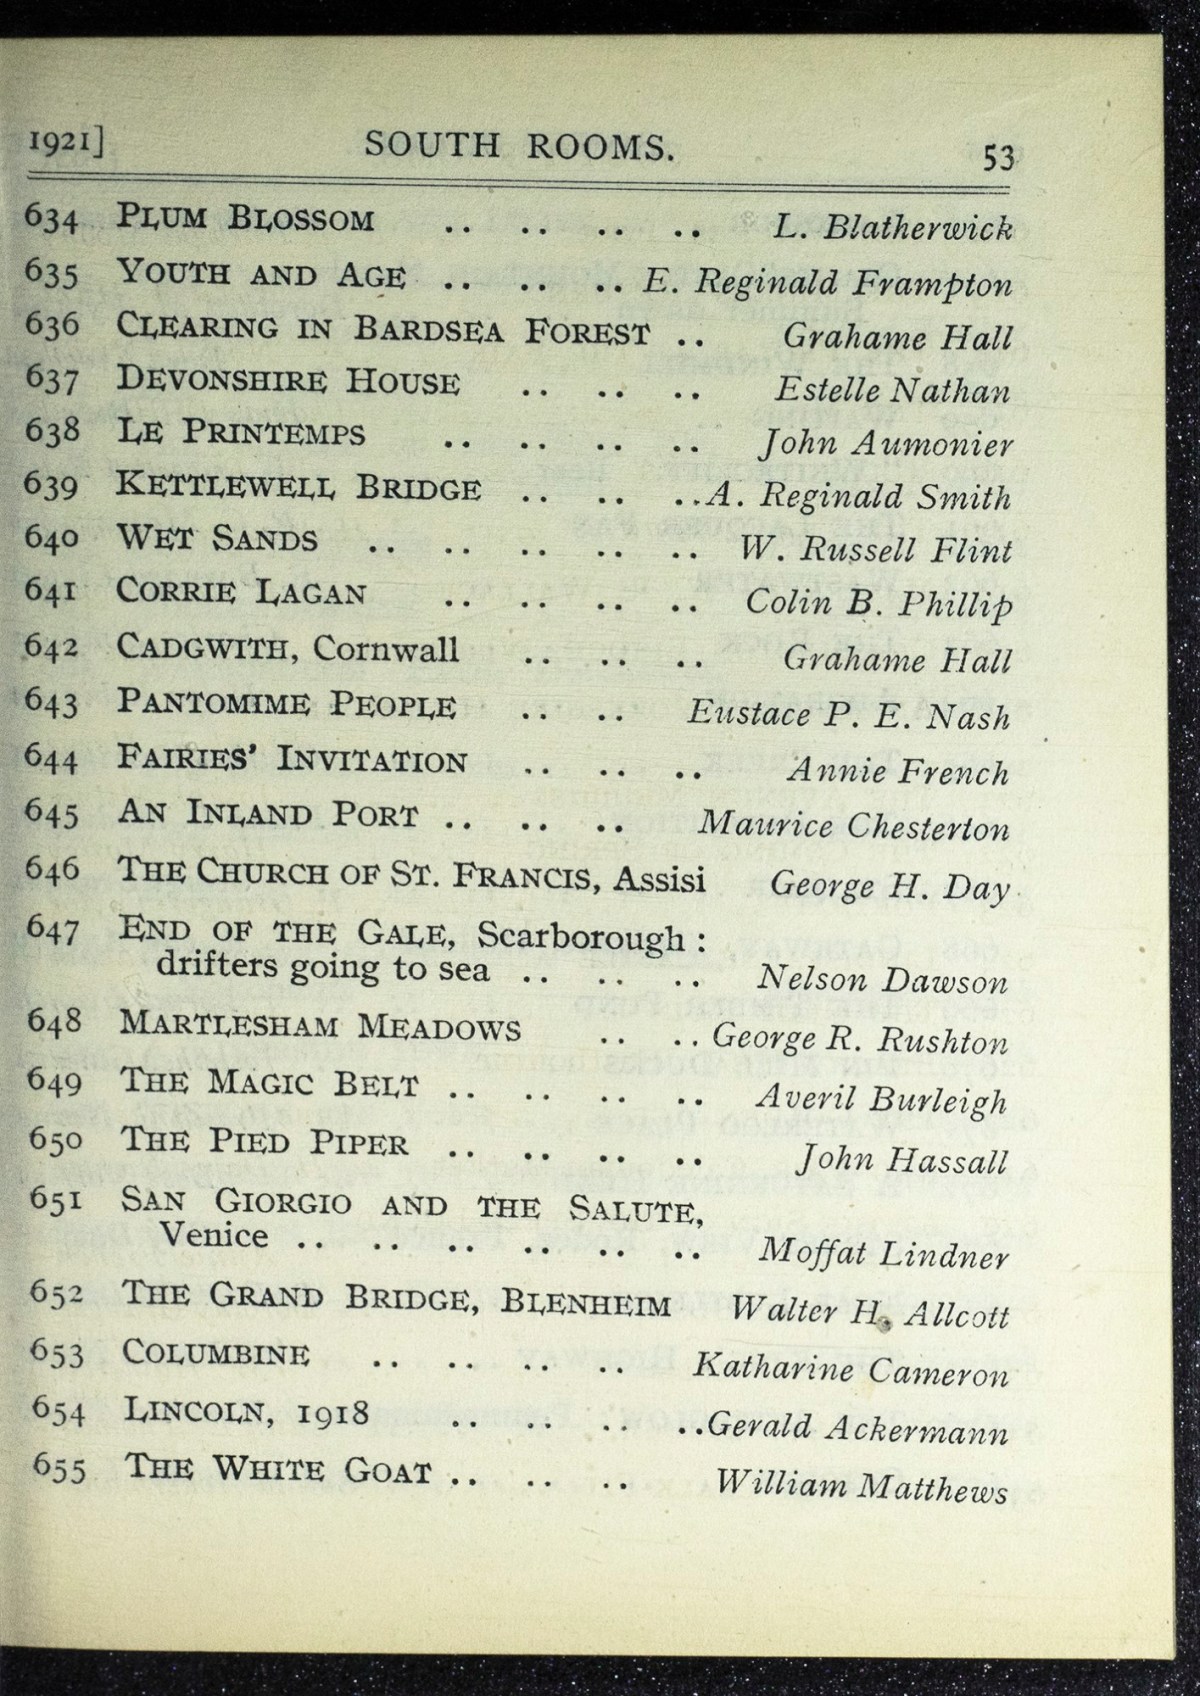 1921] SOUTH ROOMS. 53
634 PLUM BLOSSOM .. .. .. .. L. Blatherwick
635 YOUTH AND AGE .. .. .. E. Reginald Frampton
636 CLEARING IN BARDSEA FOREST .. Grahame Hall
637 DEVONSHIRE HOUSE .. .. .. Estelle Nathan
638 LE PRINTEMPS .. .. .. .. John Aumonier
639 KETTLEWELL BRIDGE .. .. .. A. Reginald Smith
640 WET SANDS .. .. .. .. .. W. Russell Flint
641 CORRIE LAGAN .. .. .. .. Colin B. Phillip
642 CADGWITH, Cornwall .. .. .. Grahame Hall
643 PANTOMIME PEOPLE .. .. Eustace P. E. Nash
644 FAIRIES' INVITATION .. .. .. Annie French
645 AN INLAND PORT .. .. .. Maurice Chesterton
646 THE CHURCH OF ST. FRANCIS, Assisi George H. Day
647 END OF THE GALE, Scarborough :
drifters going to sea .. .. .. Nelson Dawson
648 MARTLESHAM MEADOWS .. .. George R. Rushton
649 THE MAGIC BELT .. .. .. .. Averil Burleigh
650 THE PIED PIPER .. .. .. .. John Hassall
651 SAN GIORGIO AND THE SALUTE,
Venice .. .. .. .. .. .. Moffat Lindner
652 THE GRAND BRIDGE, BLENHEIM Walter H. Allcott
653 COLUMBINE .. .. .. .. Katharine Cameron
654 LINCOLN, 1918 .. .. .. .. Gerald Ackermann
655 THE WHITE GOAT .. .. .. William Matthews